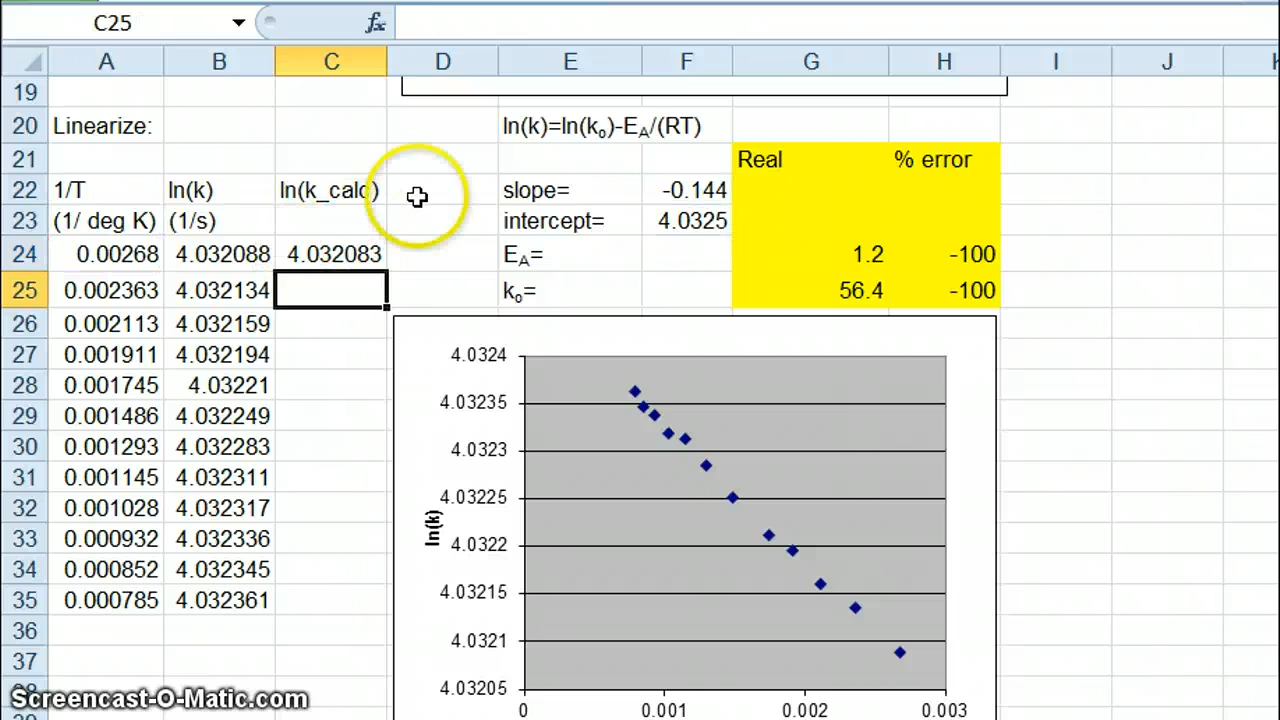 C25 fx
A B C D E F G H I J K
19
20 Linearize: ln(k)=ln(k₀)-E_A/(RT)
21 Real % error
22 1/T ln(k) ln(k_calc) slope= -0.144
23 (1/ deg K) (1/s) intercept= 4.0325
24 0.00268 4.032088 4.032083 E_A= 1.2 -100
25 0.002363 4.032134 k₀= 56.4 -100
26 0.002113 4.032159
27 0.001911 4.032194
28 0.001745 4.03221
29 0.001486 4.032249
30 0.001293 4.032283
31 0.001145 4.032311
32 0.001028 4.032317
33 0.000932 4.032336
34 0.000852 4.032345
35 0.000785 4.032361
36
37
38
4.03240
4.03235
4.0323
4.03225
4.0322
4.03215
4.0321
4.03205
ln(k)
0 0.001 0.002 0.003
Screencast-O-Matic.com